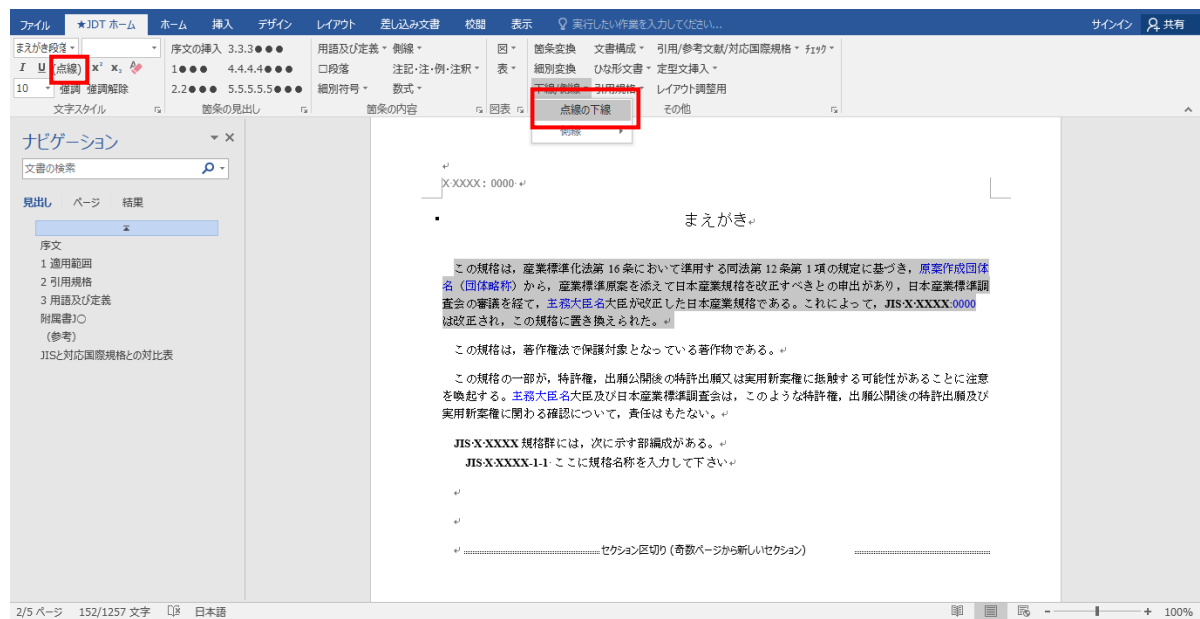 ファイル ★JDT ホーム ホーム 挿入 デザイン レイアウト 差し込み文書 校閲 表示 実行したい作業を入力してください... サインイン 共有
まえがき段落 序文の挿入 3.3.3●●● 用語及び定義 側線 図 箇条変換 文書構成 引用/参考文献/対応国際規格 ﾁｪｯｸ
I U (点線) x² x₂ 1●●● 4.4.4.4●●● 口段落 注記・注・例・注釈 表 細別変換 ひな形文書 定型文挿入
10 強調 強調解除 2.2●●● 5.5.5.5.5●●● 細別符号 数式 下線/側線 引用規格 レイアウト調整用
文字スタイル 箇条の見出し 箇条の内容 図表 点線の下線 その他
側線
ナビゲーション
文書の検索
見出し ページ 結果
序文
1 適用範囲
2 引用規格
3 用語及び定義
附属書J○
(参考)
JISと対応国際規格との対比表
X·XXXX：0000
まえがき
この規格は，産業標準化法第 16 条において準用する同法第 12 条第 1 項の規定に基づき，原案作成団体
名（団体略称）から，産業標準原案を添えて日本産業規格を改正すべきとの申出があり，日本産業標準調
査会の審議を経て，主務大臣名大臣が改正した日本産業規格である。これによって，JIS·X·XXXX:0000
は改正され，この規格に置き換えられた。
この規格は，著作権法で保護対象となっている著作物である。
この規格の一部が，特許権，出願公開後の特許出願又は実用新案権に抵触する可能性があることに注意
を喚起する。主務大臣名大臣及び日本産業標準調査会は，このような特許権，出願公開後の特許出願及び
実用新案権に関わる確認について，責任はもたない。
JIS·X·XXXX 規格群には，次に示す部編成がある。
JIS·X·XXXX-1-1· ここに規格名称を入力して下さい
セクション区切り (奇数ページから新しいセクション)
2/5 ページ 152/1257 文字 日本語 100%